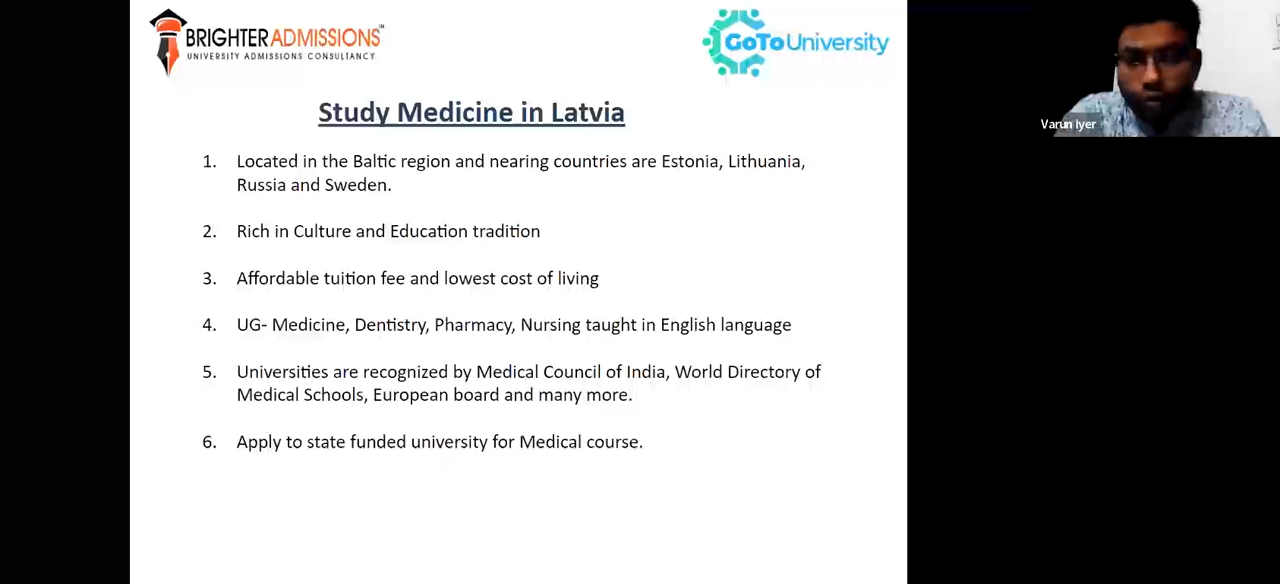 BRIGHTER ADMISSIONS™
UNIVERSITY ADMISSIONS CONSULTANCY
GoToUniversity
Study Medicine in Latvia
1. Located in the Baltic region and nearing countries are Estonia, Lithuania,
Russia and Sweden.
2. Rich in Culture and Education tradition
3. Affordable tuition fee and lowest cost of living
4. UG- Medicine, Dentistry, Pharmacy, Nursing taught in English language
5. Universities are recognized by Medical Council of India, World Directory of
Medical Schools, European board and many more.
6. Apply to state funded university for Medical course.
Varun Iyer